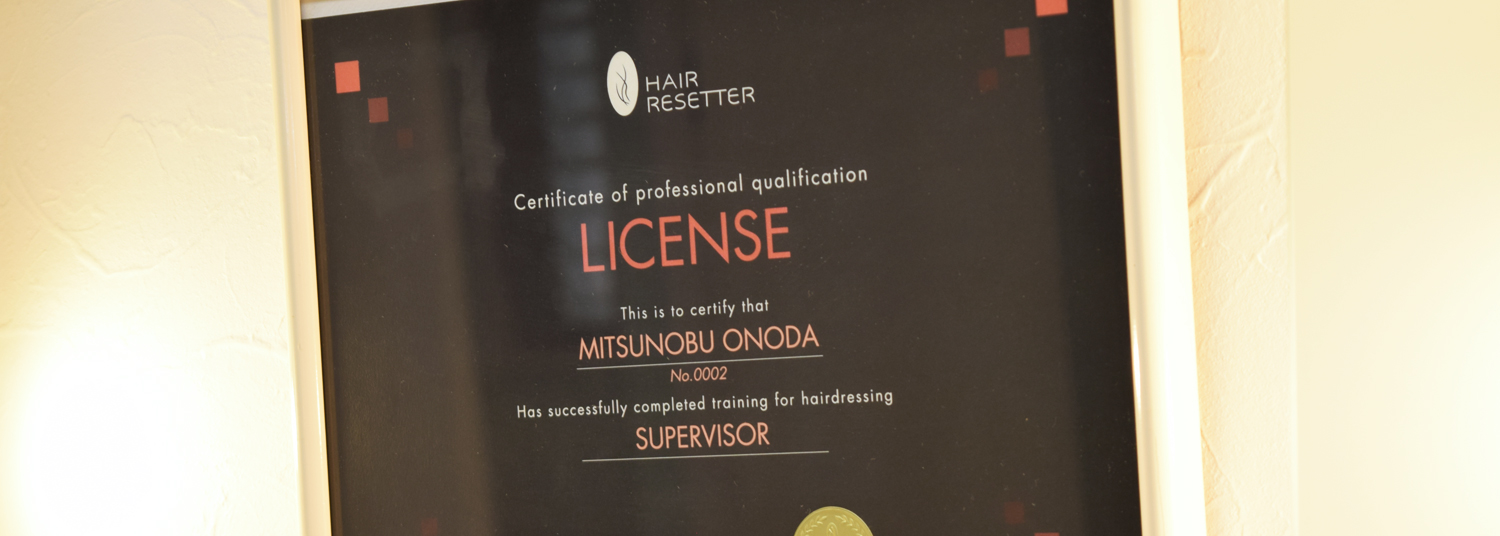 HAIR
RESETTER
Certificate of professional qualification
LICENSE
This is to certify that
MITSUNOBU ONODA
No.0002
Has successfully completed training for hairdressing
SUPERVISOR